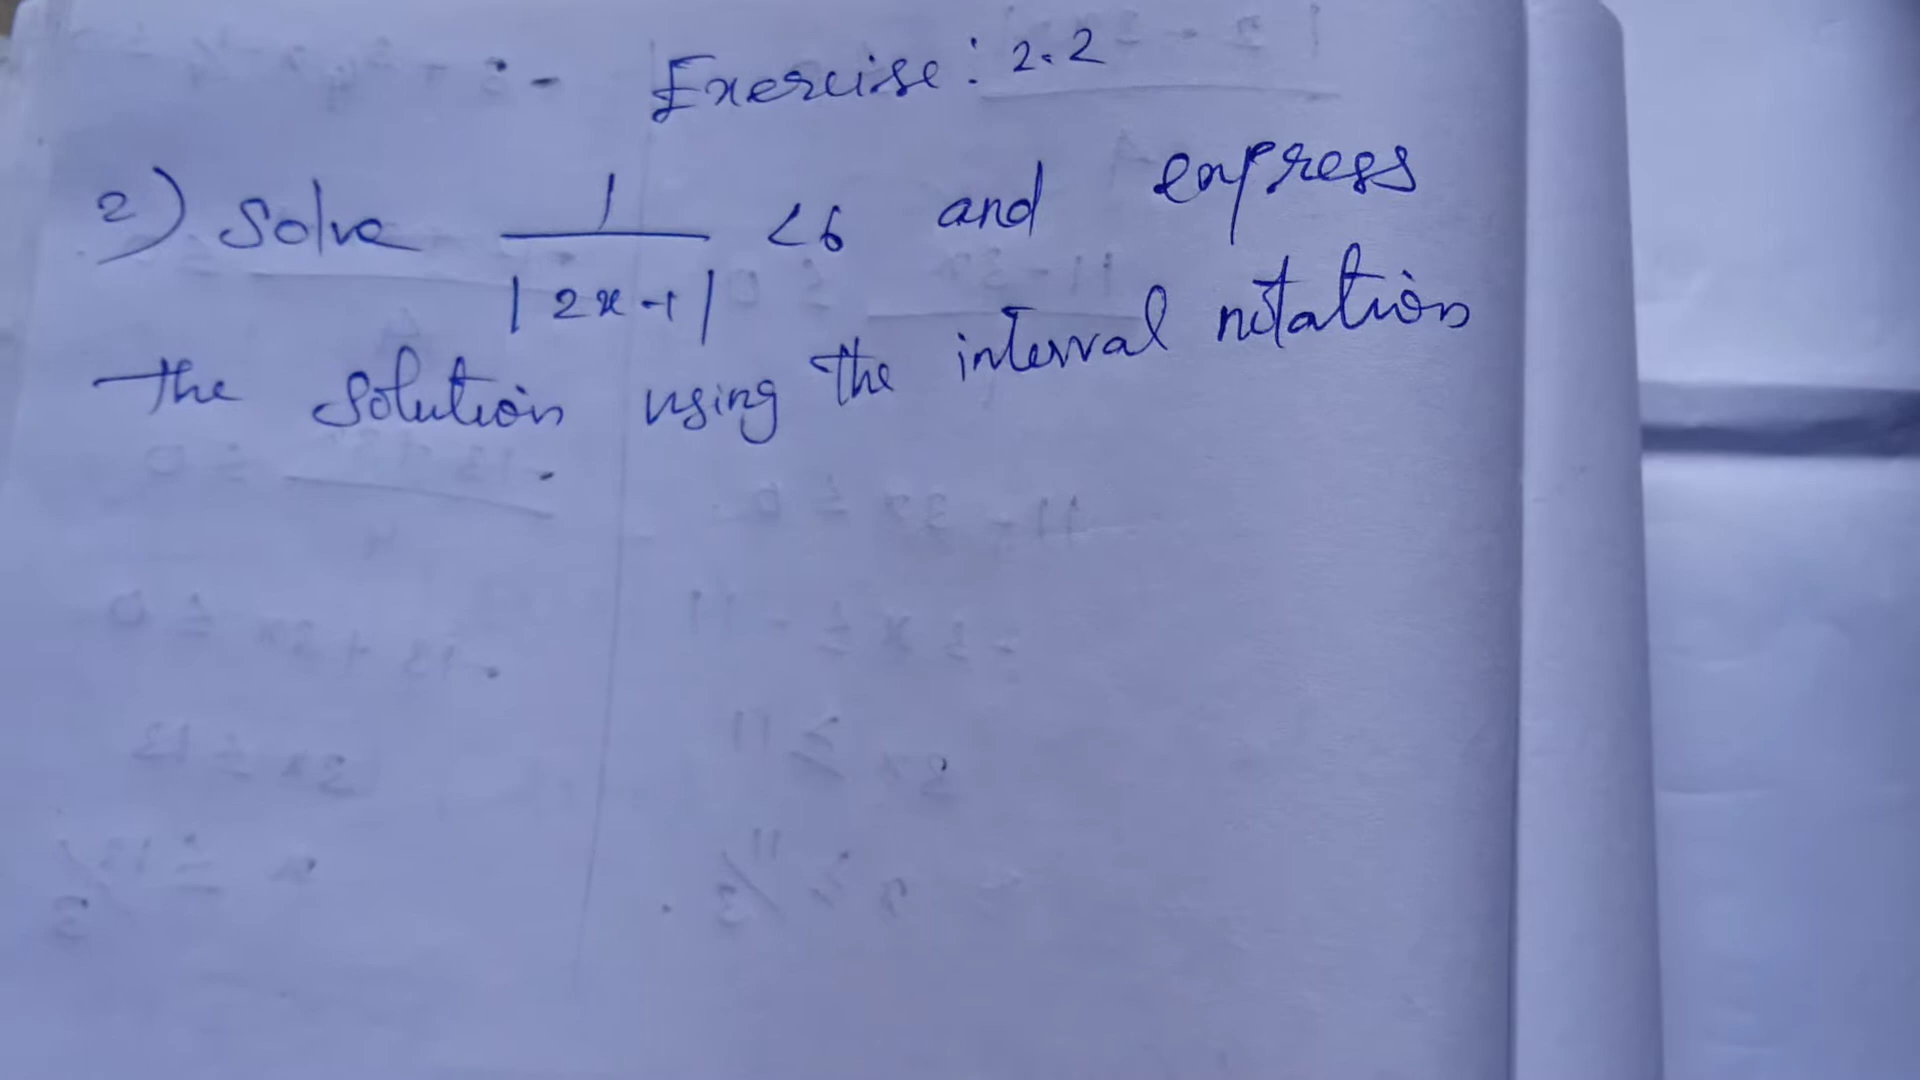 Exercise: 2.2
2) Solve 1/|2x-1| <6 and express
the solution using the interval notation
.